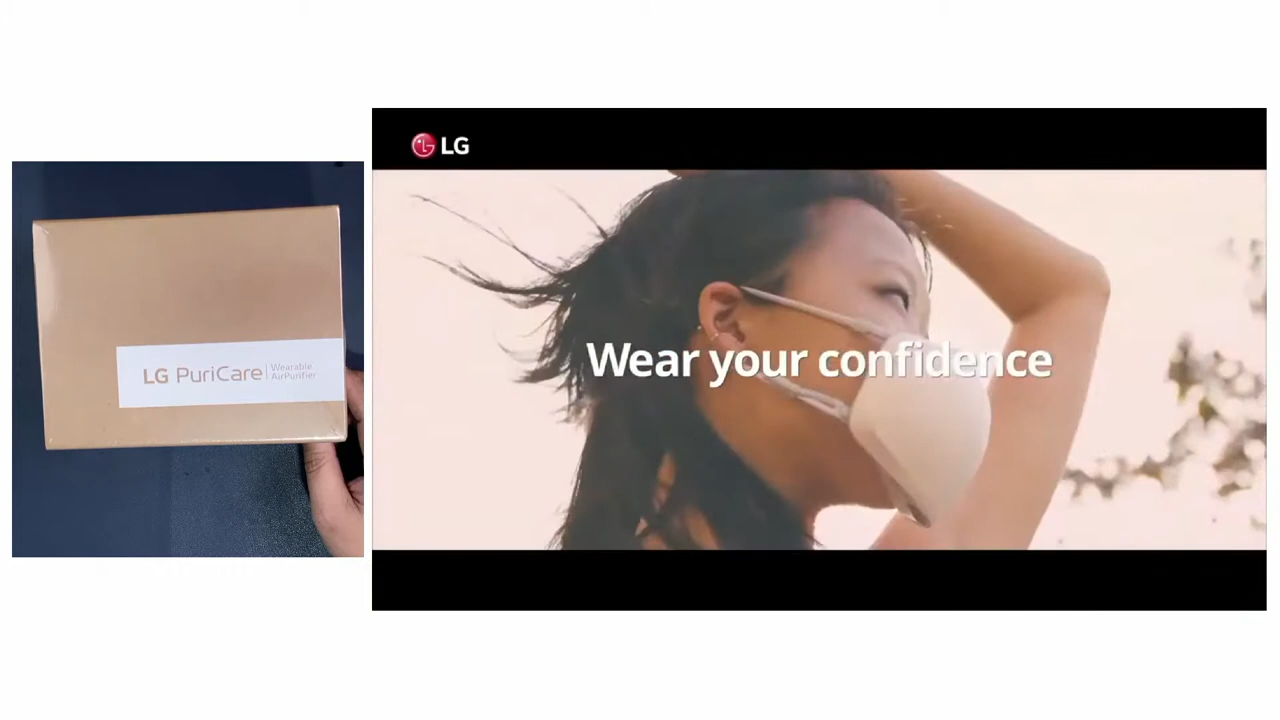 LG PuriCare
Wearable
AirPurifier
LG
Wear your confidence